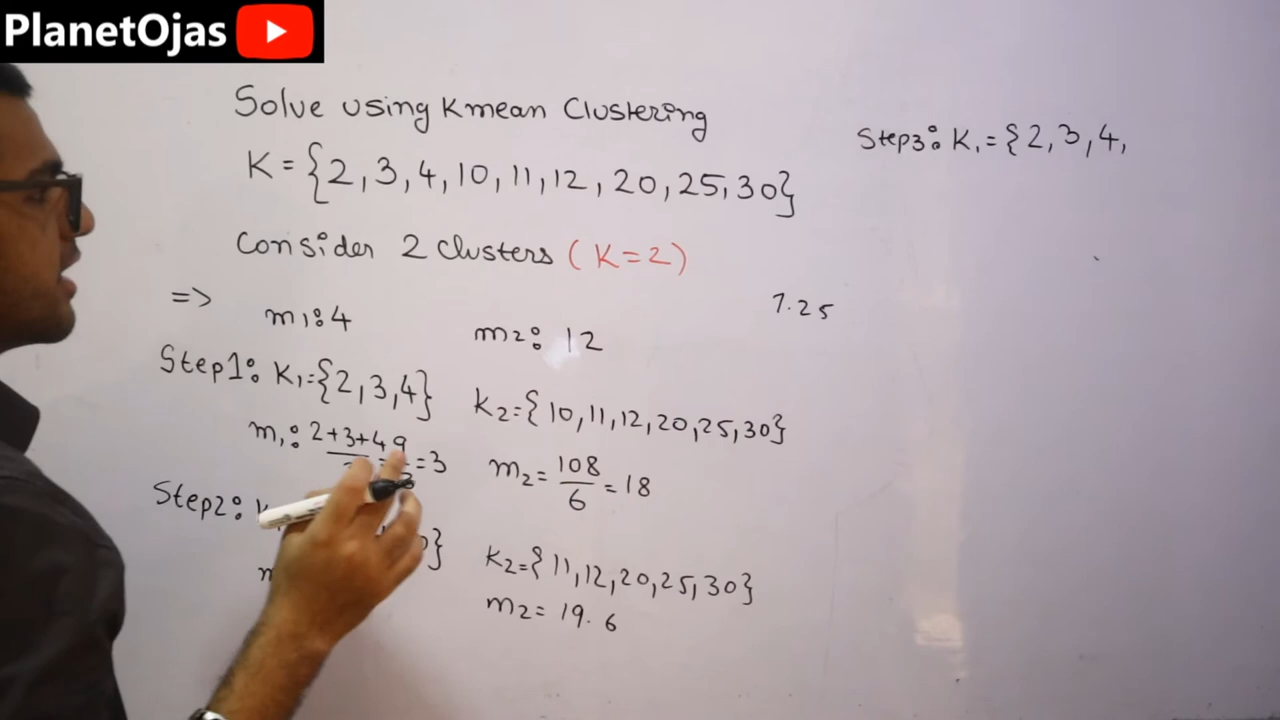 PlanetOjas
Solve using Kmean Clustering
K = {2, 3, 4, 10, 11, 12, 20, 25, 30}
Consider 2 clusters (K=2)
=>
m1: 4
m2: 12
7.25
Step1: K1={2,3,4}
K2={10,11,12,20,25,30}
m1: 2+3+4 9 =3
m2= 108/6 = 18
Step2:
}
K2={11,12,20,25,30}
m2= 19.6
Step3: K1={2,3,4,